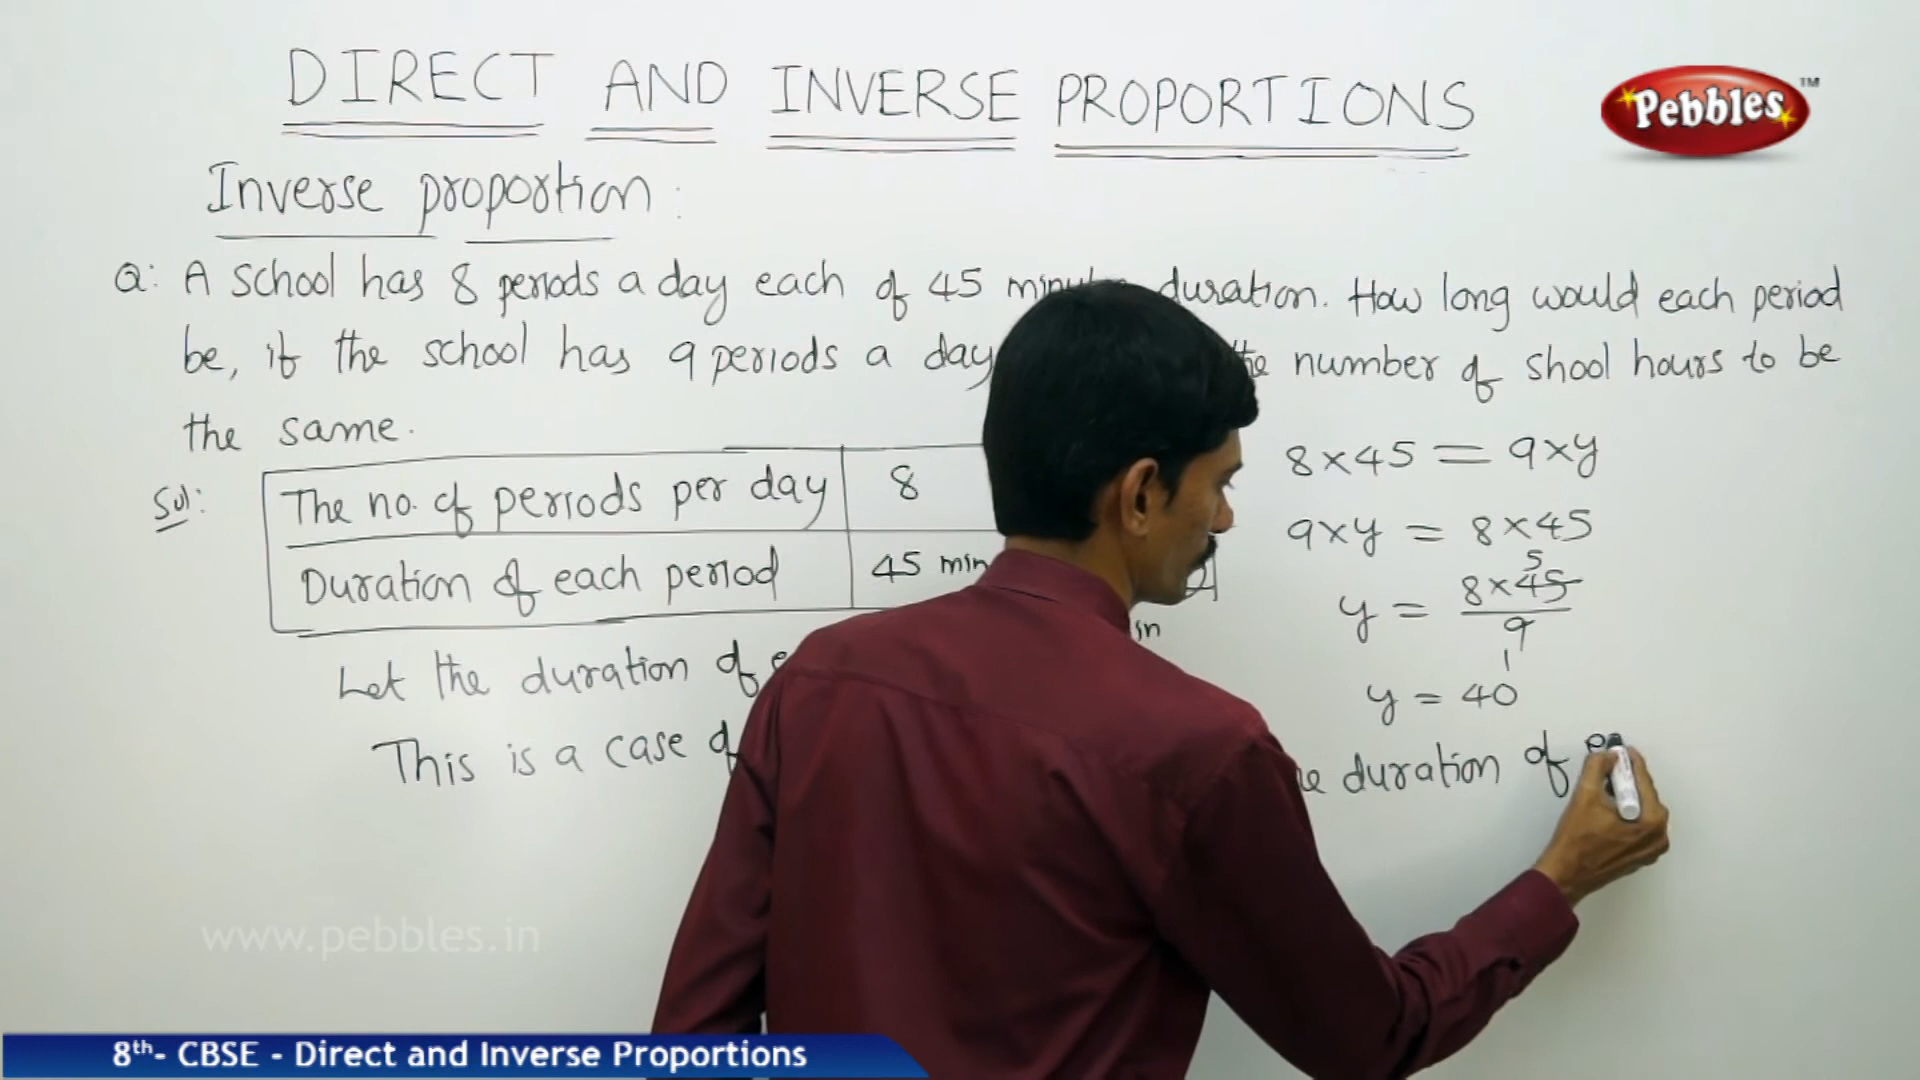 DIRECT AND INVERSE PROPORTIONS
Pebbles™
Inverse proportion:
Q: A school has 8 periods a day each of 45 duration. How long would each period
be, if the school has 9 periods a day number of shool hours to be
the same.
Sol:
The no. of periods per day 8
Duration of each period 45 min
Let the duration of
This is a case of
8×45 = 9×y
9×y = 8×45
5
y = 8×45
9
1
y = 40
duration of
www.pebbles.in
8th- CBSE - Direct and Inverse Proportions